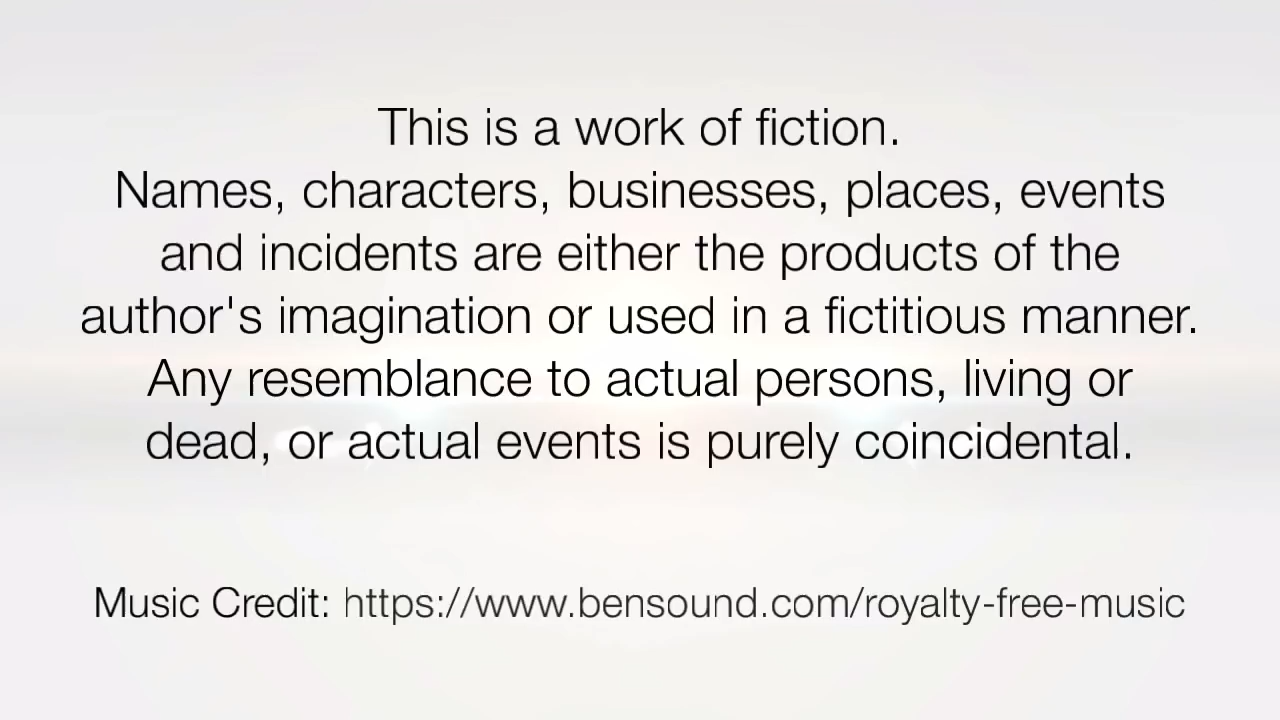 This is a work of fiction.
Names, characters, businesses, places, events
and incidents are either the products of the
author's imagination or used in a fictitious manner.
Any resemblance to actual persons, living or
dead, or actual events is purely coincidental.
Music Credit: https://www.bensound.com/royalty-free-music